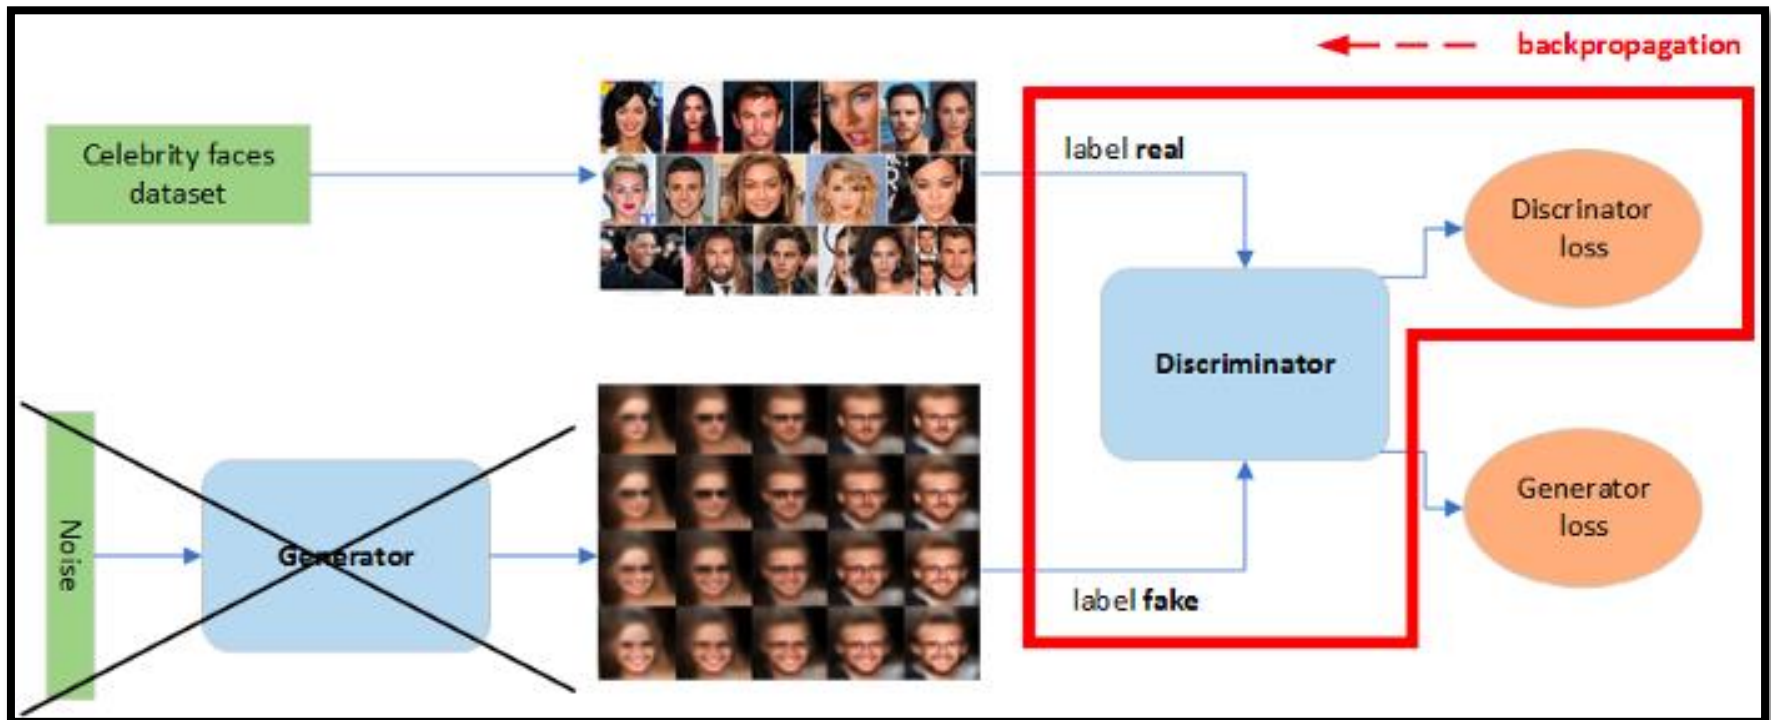 backpropagation
Celebrity faces
dataset
label real
Discrinator
loss
Discriminator
Noise
Generator
Generator
loss
label fake